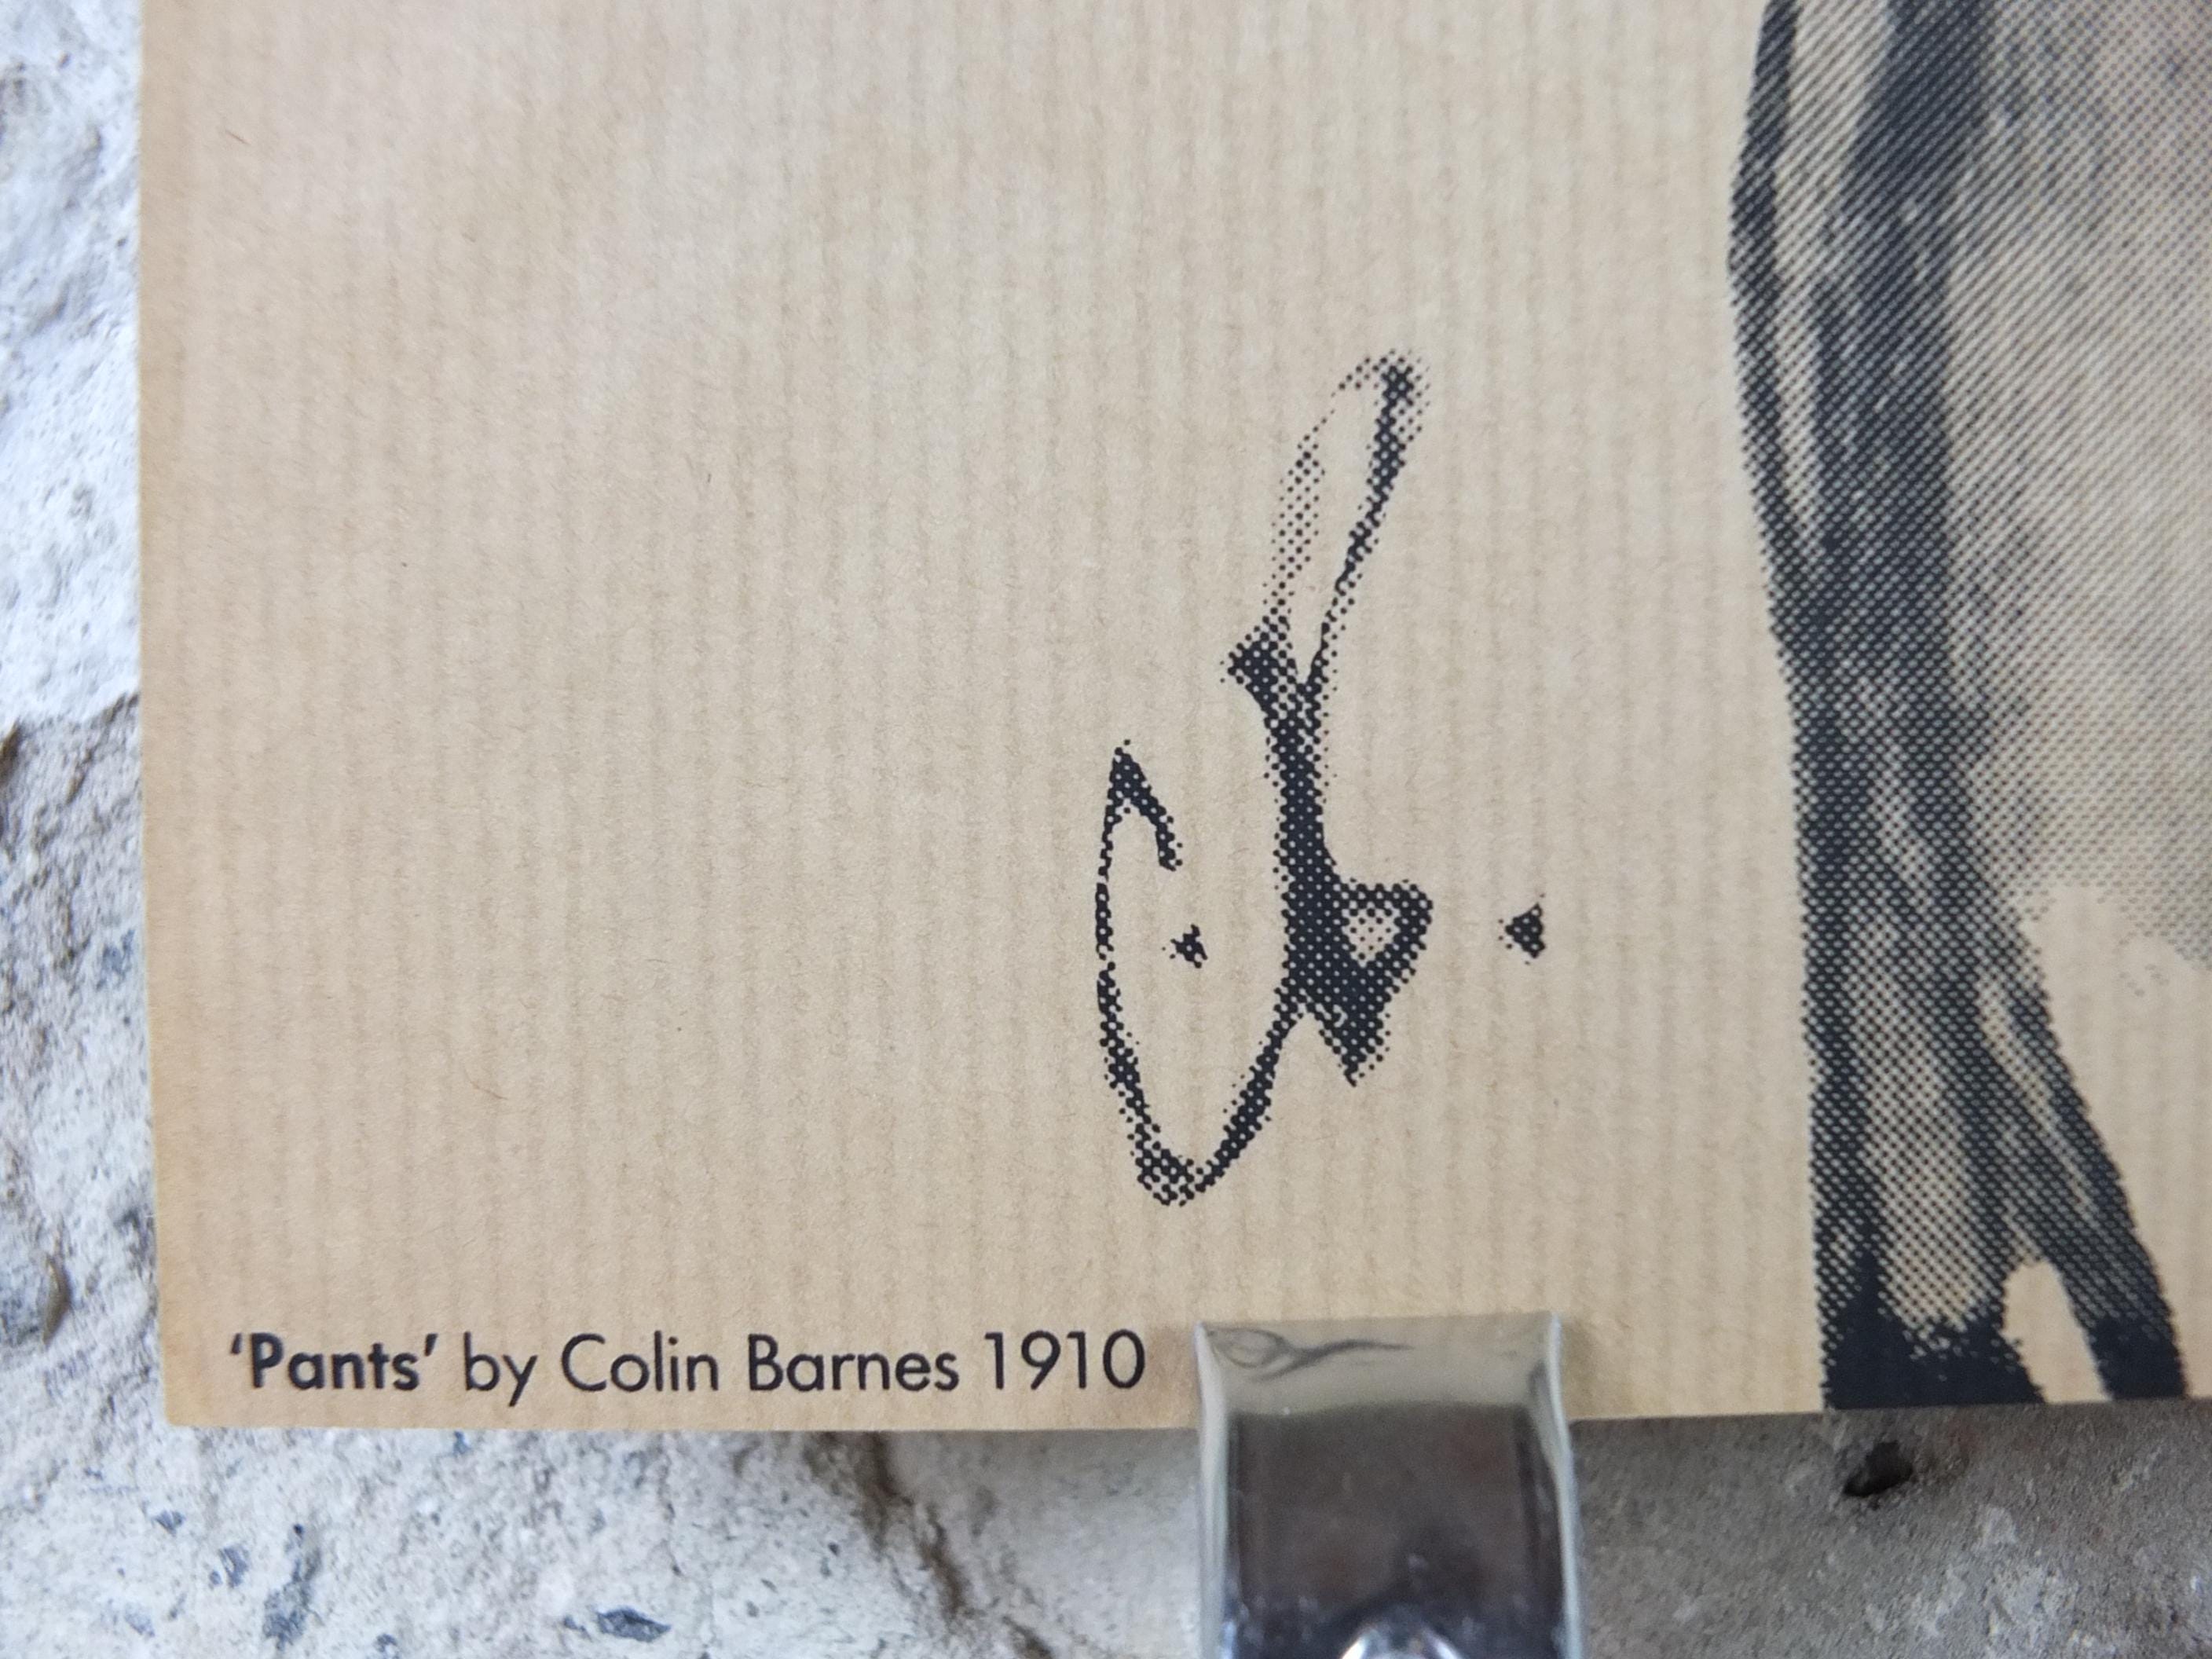 C.b.
'Pants' by Colin Barnes 1910